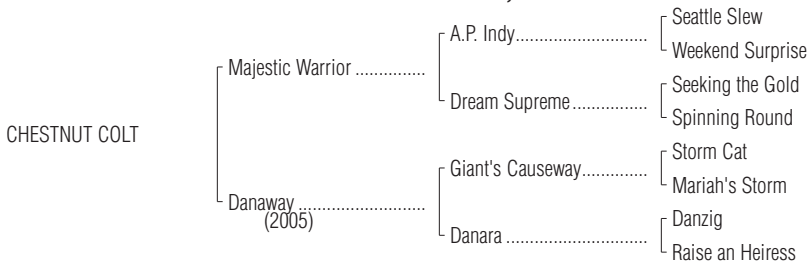 Seattle Slew
A.P. Indy
Weekend Surprise
Majestic Warrior
Seeking the Gold
Dream Supreme
Spinning Round
CHESTNUT COLT
Storm Cat
Giant's Causeway
Mariah's Storm
Danaway
(2005)
Danzig
Danara
Raise an Heiress